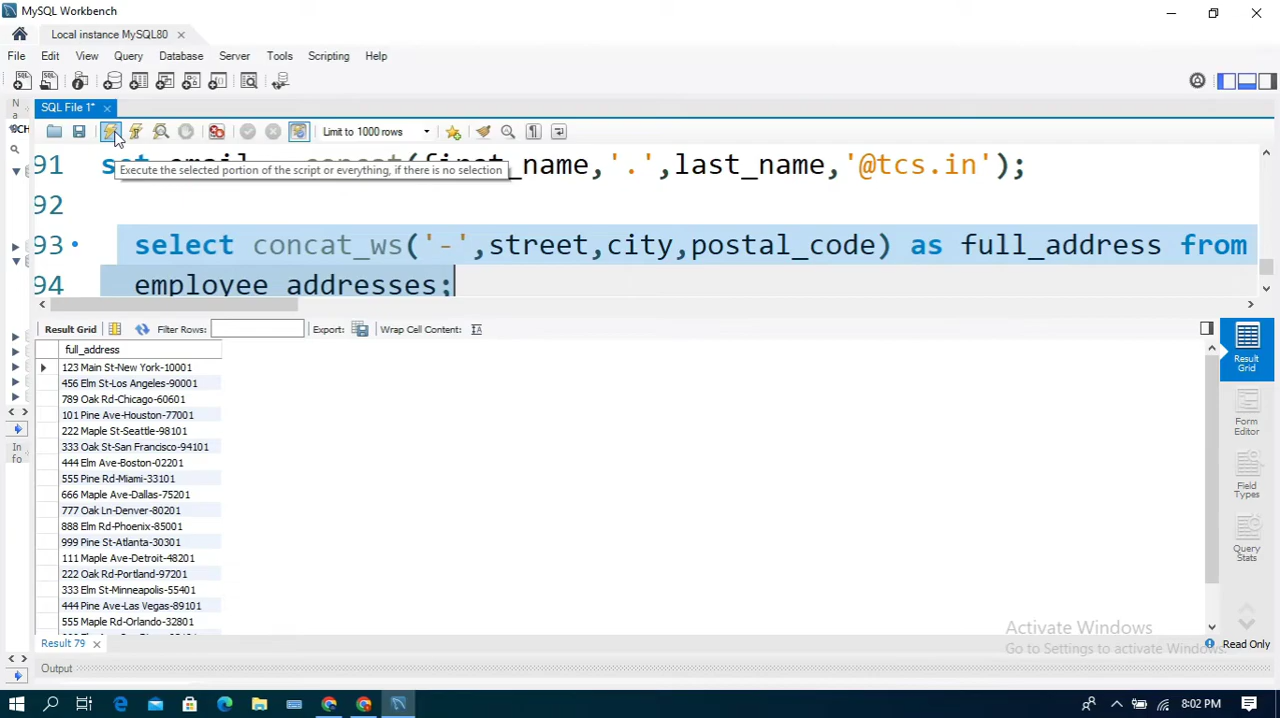 MySQL Workbench
Local instance MySQL80
File Edit View Query Database Server Tools Scripting Help
N
a
SQL File 1*
Limit to 1000 rows
91 set email concat(first_name,'.',last_name,'@tcs.in');
Execute the selected portion of the script or everything, if there is no selection
92
93 select concat_ws('-',street,city,postal_code) as full_address from
94 employee_addresses;
Result Grid Filter Rows: Export: Wrap Cell Content:
full_address
123 Main St-New York-10001
456 Elm St-Los Angeles-90001
789 Oak Rd-Chicago-60601
101 Pine Ave-Houston-77001
222 Maple St-Seattle-98101
333 Oak St-San Francisco-94101
444 Elm Ave-Boston-02201
555 Pine Rd-Miami-33101
666 Maple Ave-Dallas-75201
777 Oak Ln-Denver-80201
888 Elm Rd-Phoenix-85001
999 Pine St-Atlanta-30301
111 Maple Ave-Detroit-48201
222 Oak Rd-Portland-97201
333 Elm St-Minneapolis-55401
444 Pine Ave-Las Vegas-89101
555 Maple Rd-Orlando-32801
Result Grid
Form Editor
Field Types
Query Stats
In
fo
Activate Windows
Go to Settings to activate Windows.
Result 79
Read Only
Output
8:02 PM